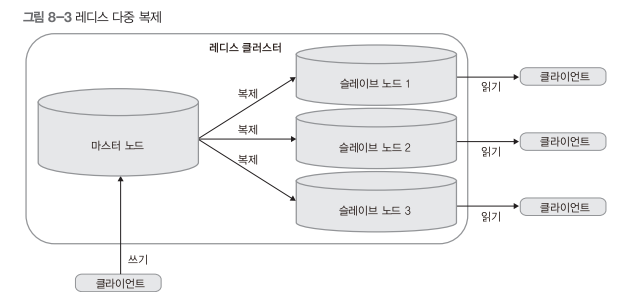 그림 8-3 레디스 다중 복제
레디스 클러스터
슬레이브 노드 1
읽기
클라이언트
복제
마스터 노드
복제
슬레이브 노드 2
읽기
클라이언트
복제
슬레이브 노드 3
읽기
클라이언트
쓰기
클라이언트